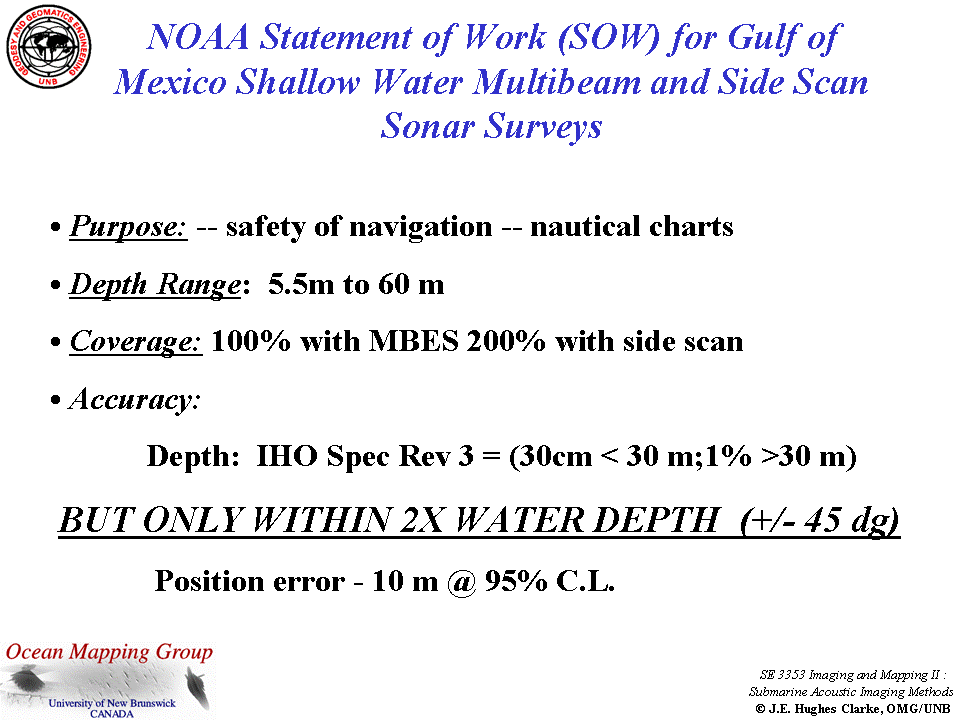 GEODESY AND GEOMATICS ENGINEERING
UNB
NOAA Statement of Work (SOW) for Gulf of
Mexico Shallow Water Multibeam and Side Scan
Sonar Surveys
• Purpose: -- safety of navigation -- nautical charts
• Depth Range:  5.5m to 60 m
• Coverage: 100% with MBES 200% with side scan
• Accuracy:
Depth:  IHO Spec Rev 3 = (30cm < 30 m;1% >30 m)
BUT ONLY WITHIN 2X WATER DEPTH  (+/- 45 dg)
Position error - 10 m @ 95% C.L.
Ocean Mapping Group
University of New Brunswick
CANADA
SE 3353 Imaging and Mapping II :
Submarine Acoustic Imaging Methods
© J.E. Hughes Clarke, OMG/UNB